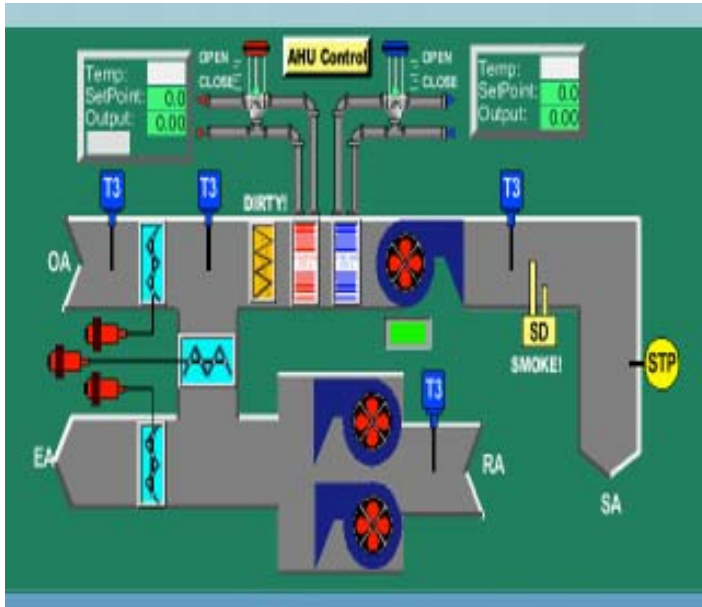 Temp:
SetPoint: 0.0
Output: 0.00
OPEN
CLOSE
AHU Control
OPEN
CLOSE
Temp:
SetPoint: 0.0
Output: 0.00
T3
T3
DIRTY!
T3
OA
SD
SMOKE!
STP
T3
EA
RA
SA